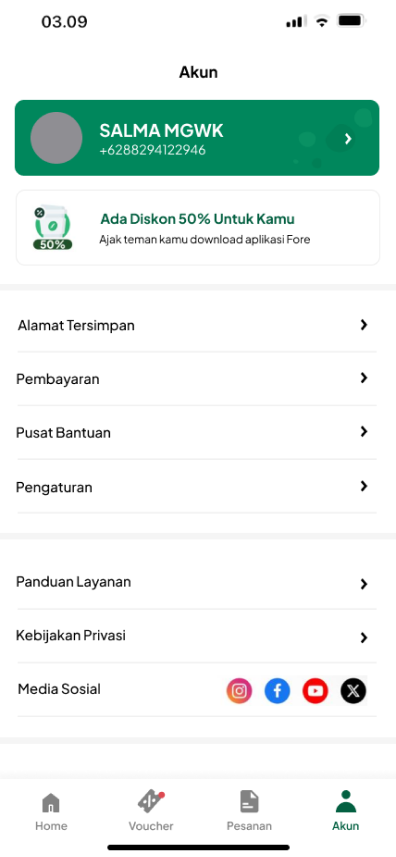 03.09
Akun
SALMA MGWK
+6288294122946
Ada Diskon 50% Untuk Kamu
50%
Ajak teman kamu download aplikasi Fore
Alamat Tersimpan
Pembayaran
Pusat Bantuan
Pengaturan
Panduan Layanan
Kebijakan Privasi
Media Sosial
Home
Voucher
Pesanan
Akun